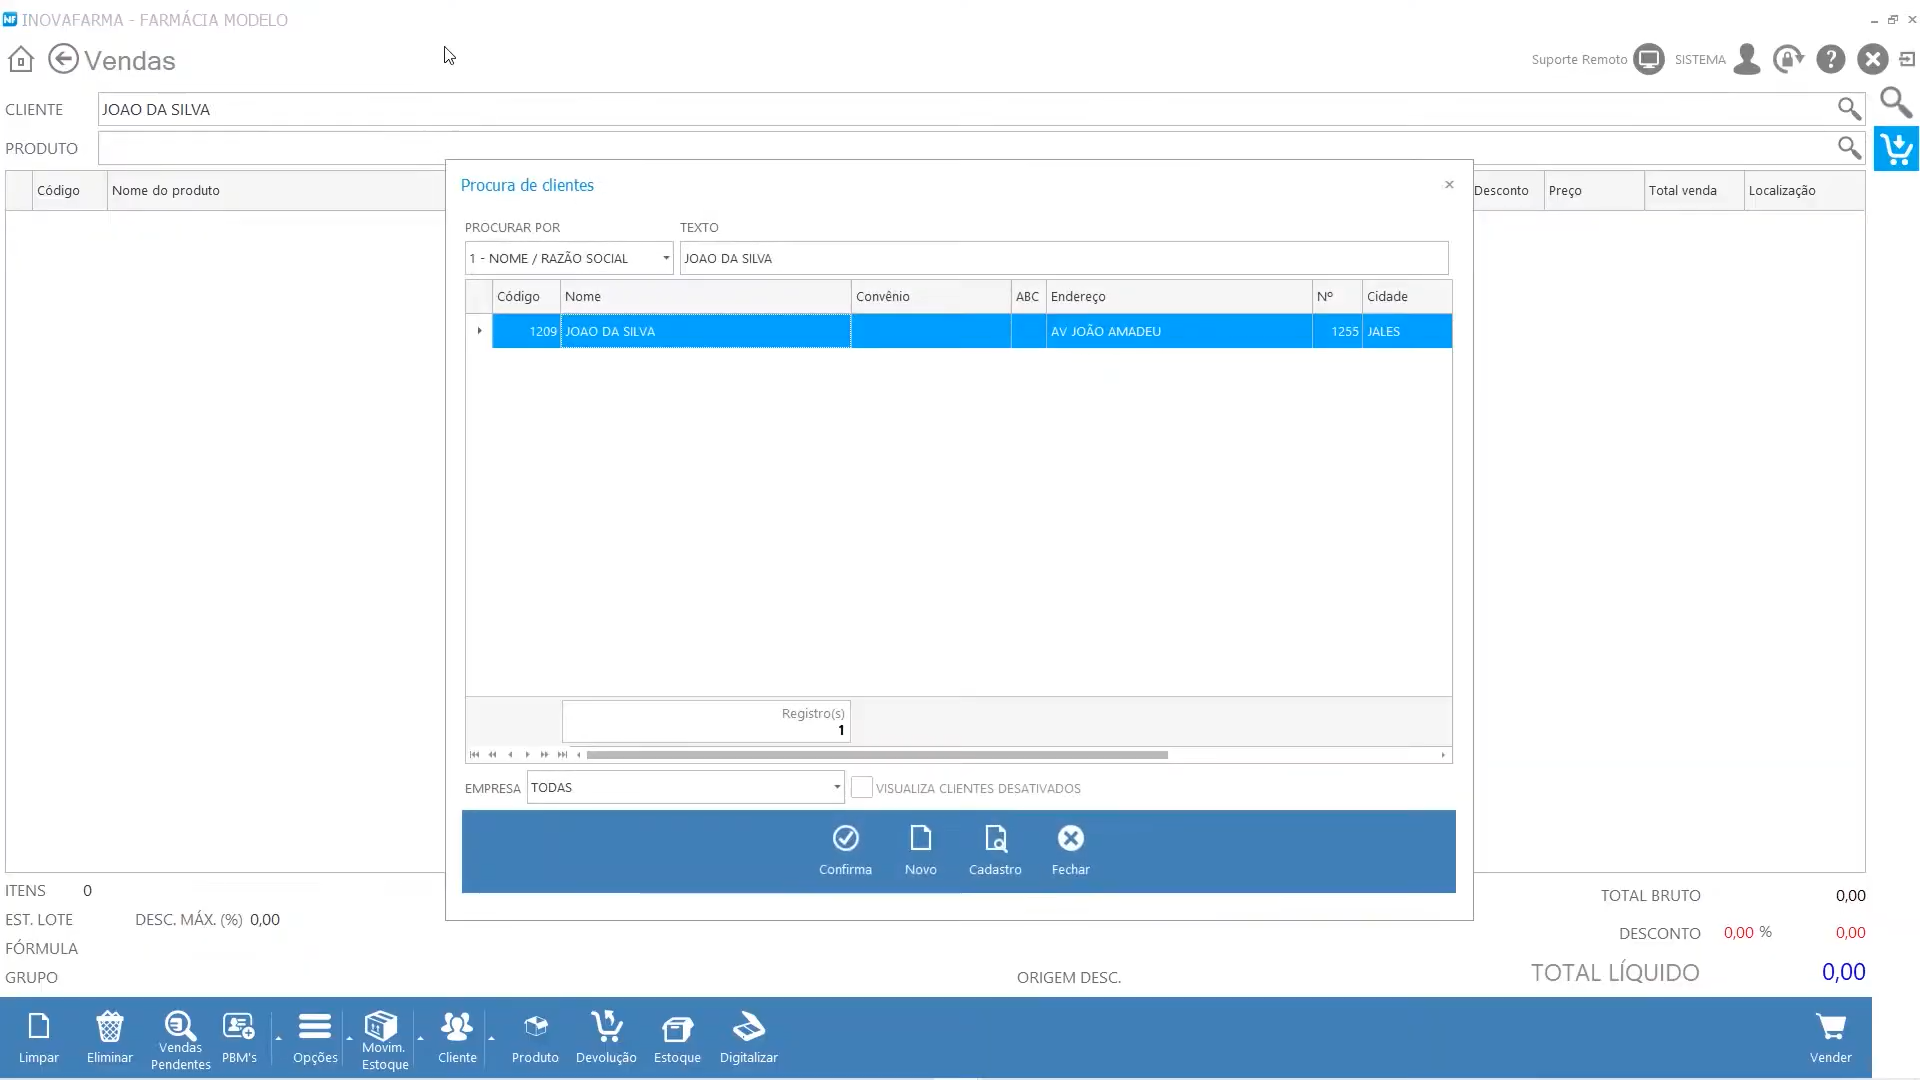 NF INOVAFARMA - FARMÁCIA MODELO
Vendas
Suporte Remoto SISTEMA ?
CLIENTE JOAO DA SILVA
PRODUTO
Código Nome do produto Desconto Preço Total venda Localização
Procura de clientes
PROCURAR POR TEXTO
1 - NOME / RAZÃO SOCIAL JOAO DA SILVA
Código Nome Convênio ABC Endereço Nº Cidade
1209 JOAO DA SILVA AV JOÃO AMADEU 1255 JALES
Registro(s)
1
EMPRESA TODAS VISUALIZA CLIENTES DESATIVADOS
Confirma Novo Cadastro Fechar
ITENS 0 TOTAL BRUTO 0,00
EST. LOTE DESC. MÁX. (%) 0,00 DESCONTO 0,00 % 0,00
FÓRMULA
GRUPO ORIGEM DESC. TOTAL LÍQUIDO 0,00
Limpar
Eliminar
Vendas
Pendentes
PBM's
Opções
Movim.
Estoque
Cliente
Produto
Devolução
Estoque
Digitalizar
Vender